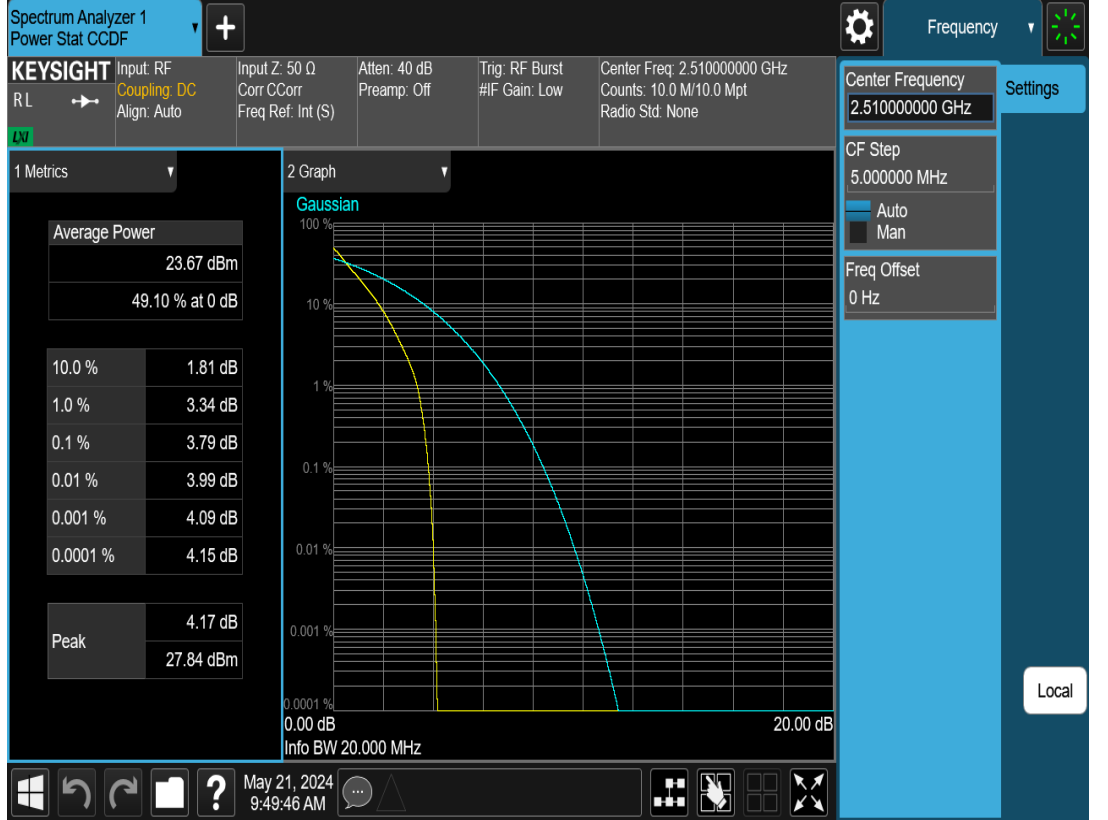 Spectrum Analyzer 1
Power Stat CCDF
+
Frequency
KEYSIGHT
RL
LXI
Input: RF
Coupling: DC
Align: Auto
Input Z: 50 Ω
Corr CCorr
Freq Ref: Int (S)
Atten: 40 dB
Preamp: Off
Trig: RF Burst
#IF Gain: Low
Center Freq: 2.510000000 GHz
Counts: 10.0 M/10.0 Mpt
Radio Std: None
Center Frequency
2.510000000 GHz
Settings
CF Step
5.000000 MHz
Auto
Man
Freq Offset
0 Hz
Local
1 Metrics
Average Power
23.67 dBm
49.10 % at 0 dB
10.0 % 1.81 dB
1.0 % 3.34 dB
0.1 % 3.79 dB
0.01 % 3.99 dB
0.001 % 4.09 dB
0.0001 % 4.15 dB
Peak
4.17 dB
27.84 dBm
2 Graph
Gaussian
100 %
10 %
1 %
0.1 %
0.01 %
0.001 %
0.0001 %
0.00 dB 20.00 dB
Info BW 20.000 MHz
?
May 21, 2024
9:49:46 AM